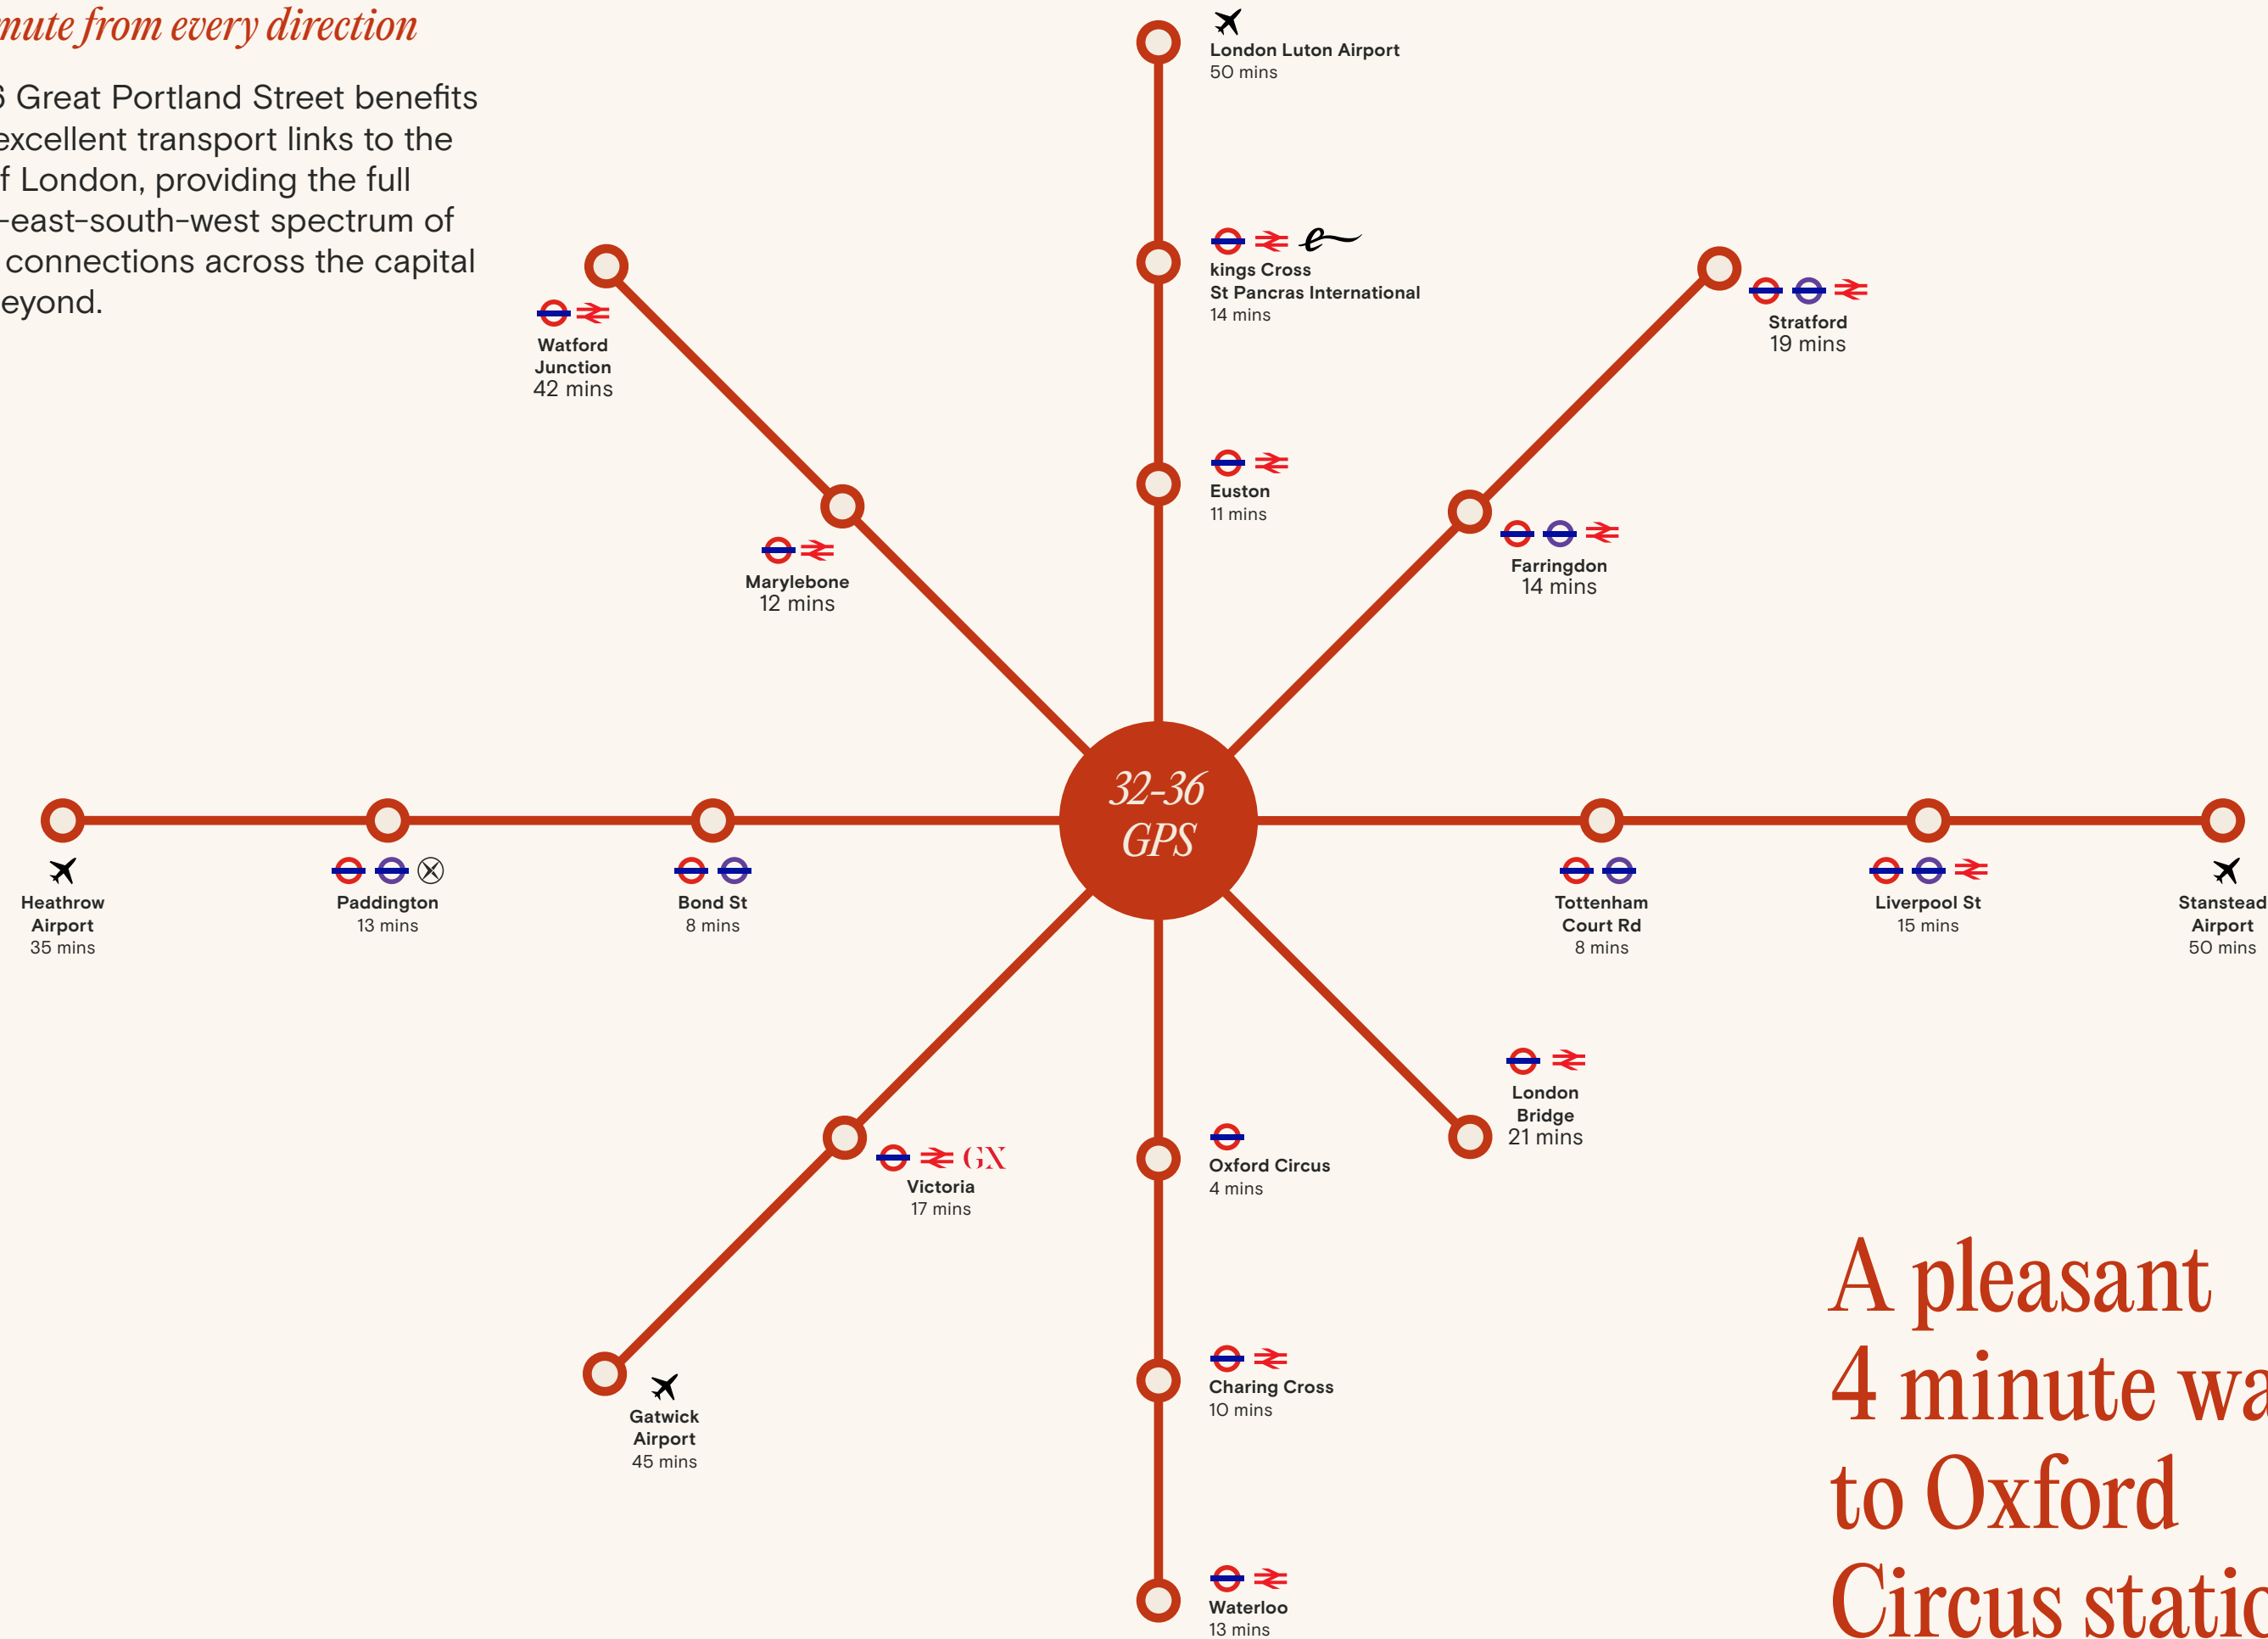 mute from every direction
6 Great Portland Street benefits
excellent transport links to the
f London, providing the full
-east-south-west spectrum of
connections across the capital
eyond.
London Luton Airport
50 mins
kings Cross
St Pancras International
14 mins
Euston
11 mins
Watford
Junction
42 mins
Marylebone
12 mins
Stratford
19 mins
Farringdon
14 mins
32-36
GPS
Heathrow
Airport
35 mins
Paddington
13 mins
Bond St
8 mins
Tottenham
Court Rd
8 mins
Liverpool St
15 mins
Stanstead
Airport
50 mins
London
Bridge
21 mins
GX
Victoria
17 mins
Oxford Circus
4 mins
Gatwick
Airport
45 mins
Charing Cross
10 mins
Waterloo
13 mins
A pleasant
4 minute wa
to Oxford
Circus static